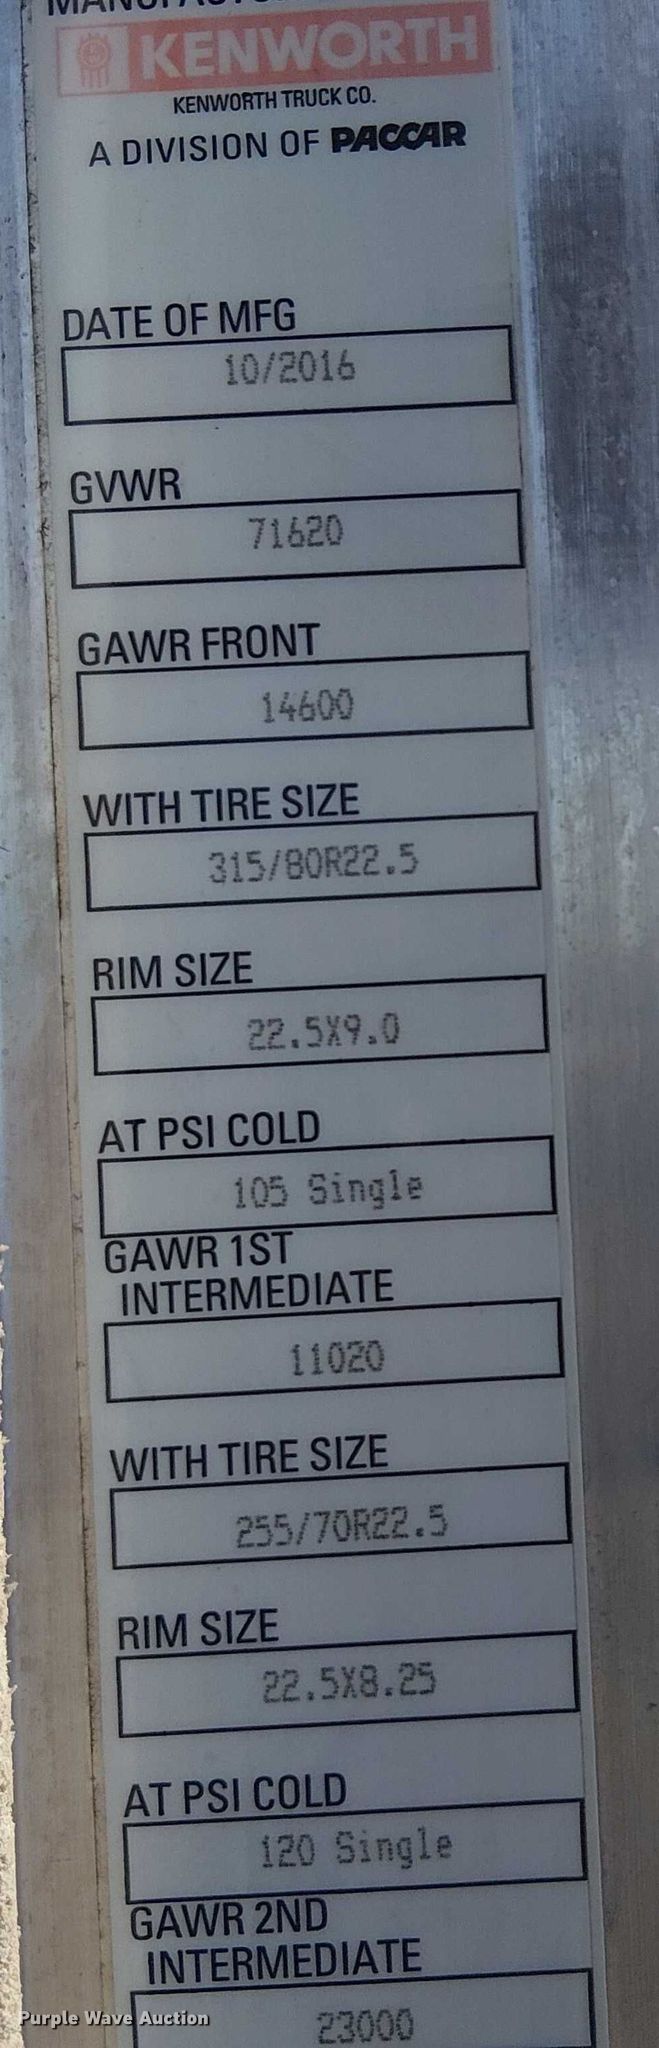 MANUFACTU
KENWORTH
KENWORTH TRUCK CO.
A DIVISION OF PACCAR
DATE OF MFG
10/2016
GVWR
71620
GAWR FRONT
14600
WITH TIRE SIZE
315/80R22.5
RIM SIZE
22.5X9.0
AT PSI COLD
105 Single
GAWR 1ST
INTERMEDIATE
11020
WITH TIRE SIZE
255/70R22.5
RIM SIZE
22.5X8.25
AT PSI COLD
120 Single
GAWR 2ND
INTERMEDIATE
23000
Purple Wave Auction